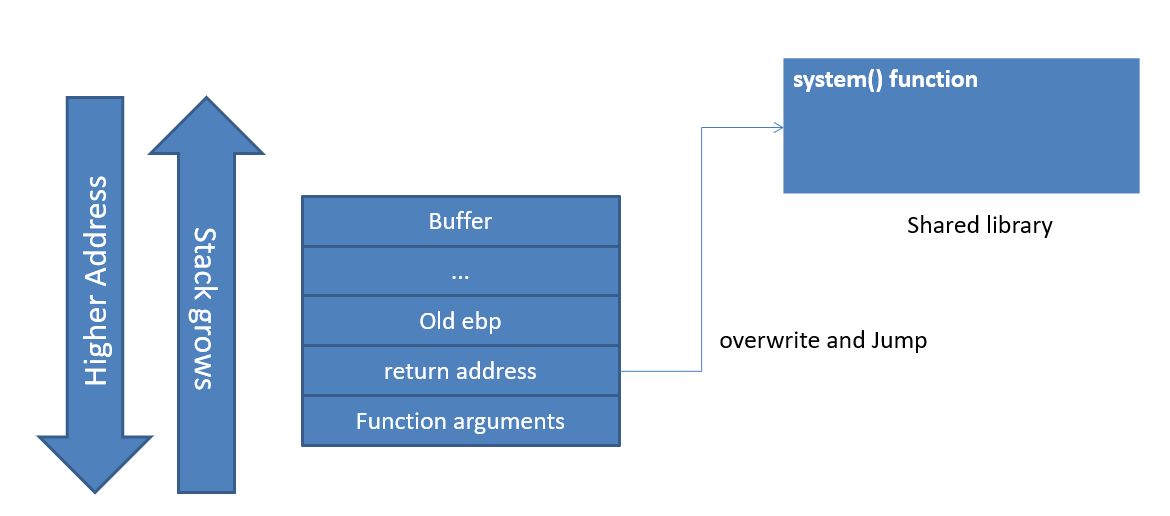 system() function
Shared library
Higher Address
Stack grows
Buffer
...
Old ebp
return address
Function arguments
overwrite and Jump